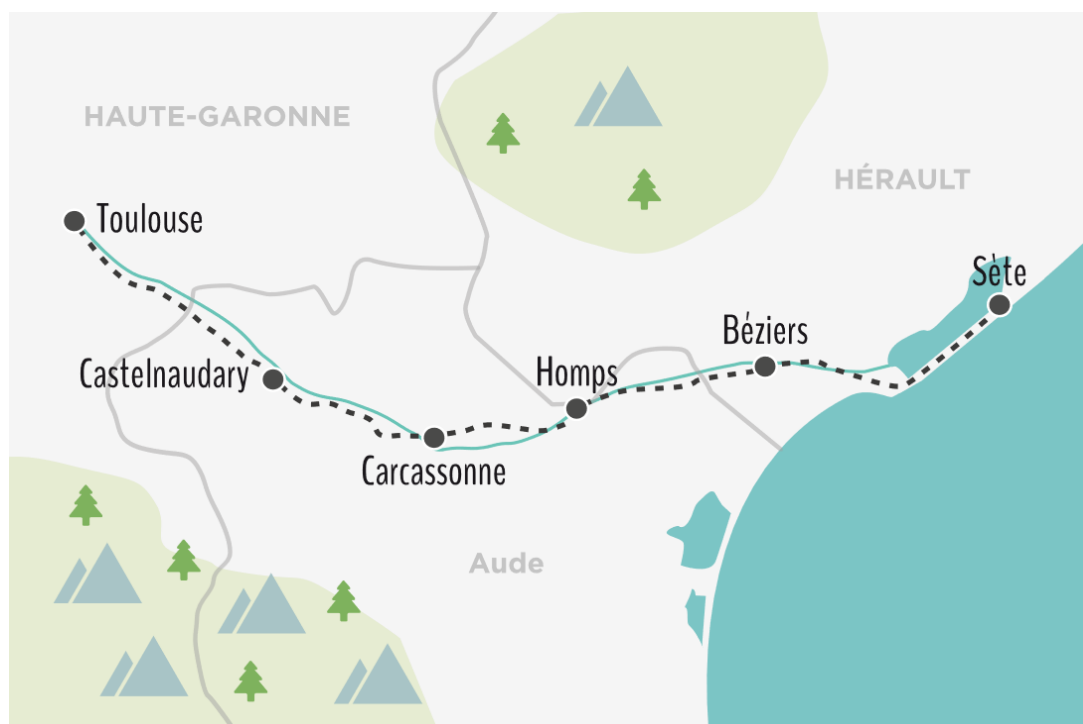 HAUTE-GARONNE
HÉRAULT
Toulouse
Sète
Béziers
Castelnaudary
Homps
Carcassonne
Aude